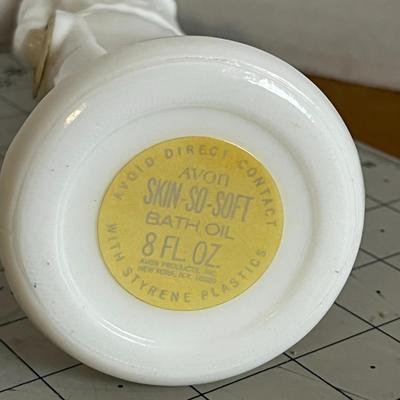 AVOID DIRECT CONTACT
AVON
SKIN-SO-SOFT
BATH OIL
8 FL. OZ.
AVON PRODUCTS, INC.
NEW YORK, N.Y. 10020
WITH STYRENE PLASTICS